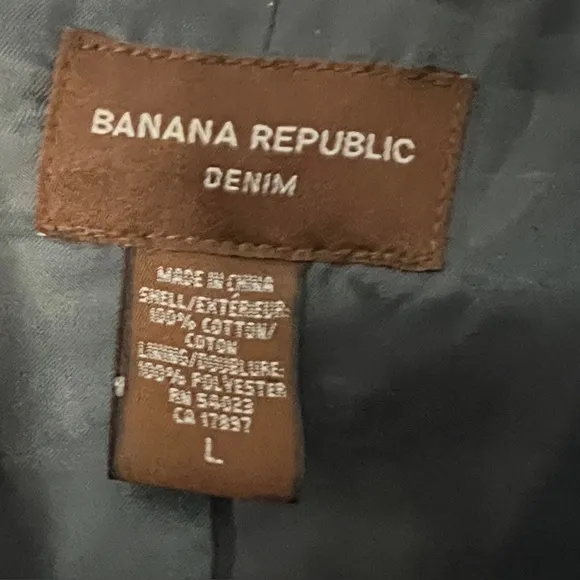 BANANA REPUBLIC
DENIM
MADE IN CHINA
SHELL/EXTÉRIEUR:
100% COTTON/
COTON
LINING/DOUBLURE:
100% POLYESTER
RN 54023
CA 17897
L